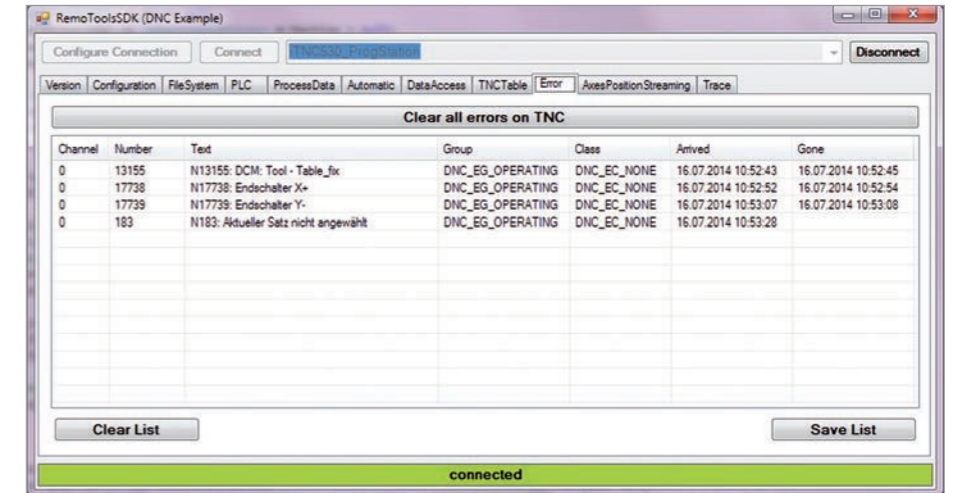 RemoToolsSDK (DNC Example)
Configure Connection Connect iTNC530_ProgStation Disconnect
Version Configuration FileSystem PLC ProcessData Automatic DataAccess TNCTable Error AxesPositionStreaming Trace
Clear all errors on TNC
Channel Number Text Group Class Arrived Gone
0 13155 N13155: DCM: Tool - Table_fix DNC_EG_OPERATING DNC_EC_NONE 16.07.2014 10:52:43 16.07.2014 10:52:45
0 17738 N17738: Endschalter X+ DNC_EG_OPERATING DNC_EC_NONE 16.07.2014 10:52:52 16.07.2014 10:52:54
0 17739 N17739: Endschalter Y- DNC_EG_OPERATING DNC_EC_NONE 16.07.2014 10:53:07 16.07.2014 10:53:08
0 183 N183: Aktueller Satz nicht angewählt DNC_EG_OPERATING DNC_EC_NONE 16.07.2014 10:53:28
Clear List Save List
connected